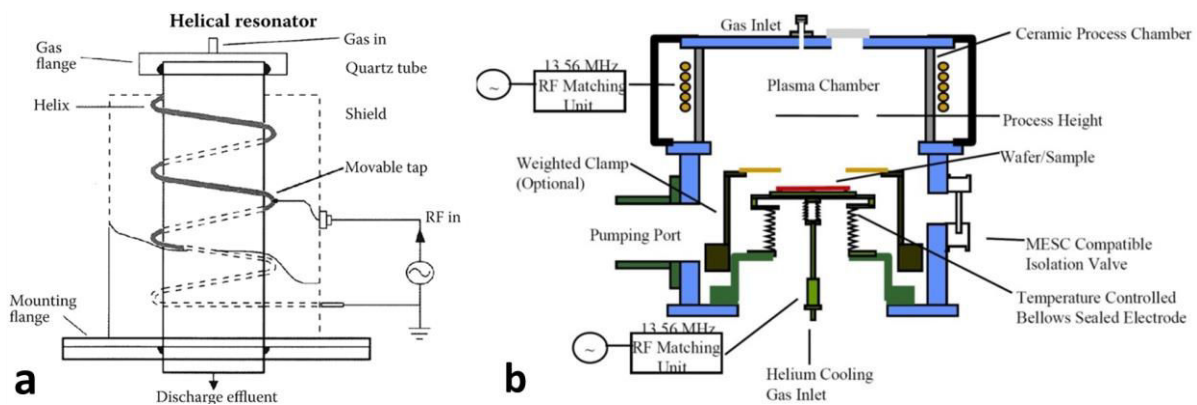 Helical resonator
Gas in
Gas
flange
Quartz tube
Helix
Shield
Movable tap
RF in
Mounting
flange
Discharge effluent
a
Gas Inlet
Ceramic Process Chamber
13.56 MHz
RF Matching
Unit
~
Plasma Chamber
Process Height
Wafer/Sample
Weighted Clamp
(Optional)
Pumping Port
MESC Compatible
Isolation Valve
Temperature Controlled
Bellows Sealed Electrode
13.56 MHz
RF Matching
Unit
~
Helium Cooling
Gas Inlet
b